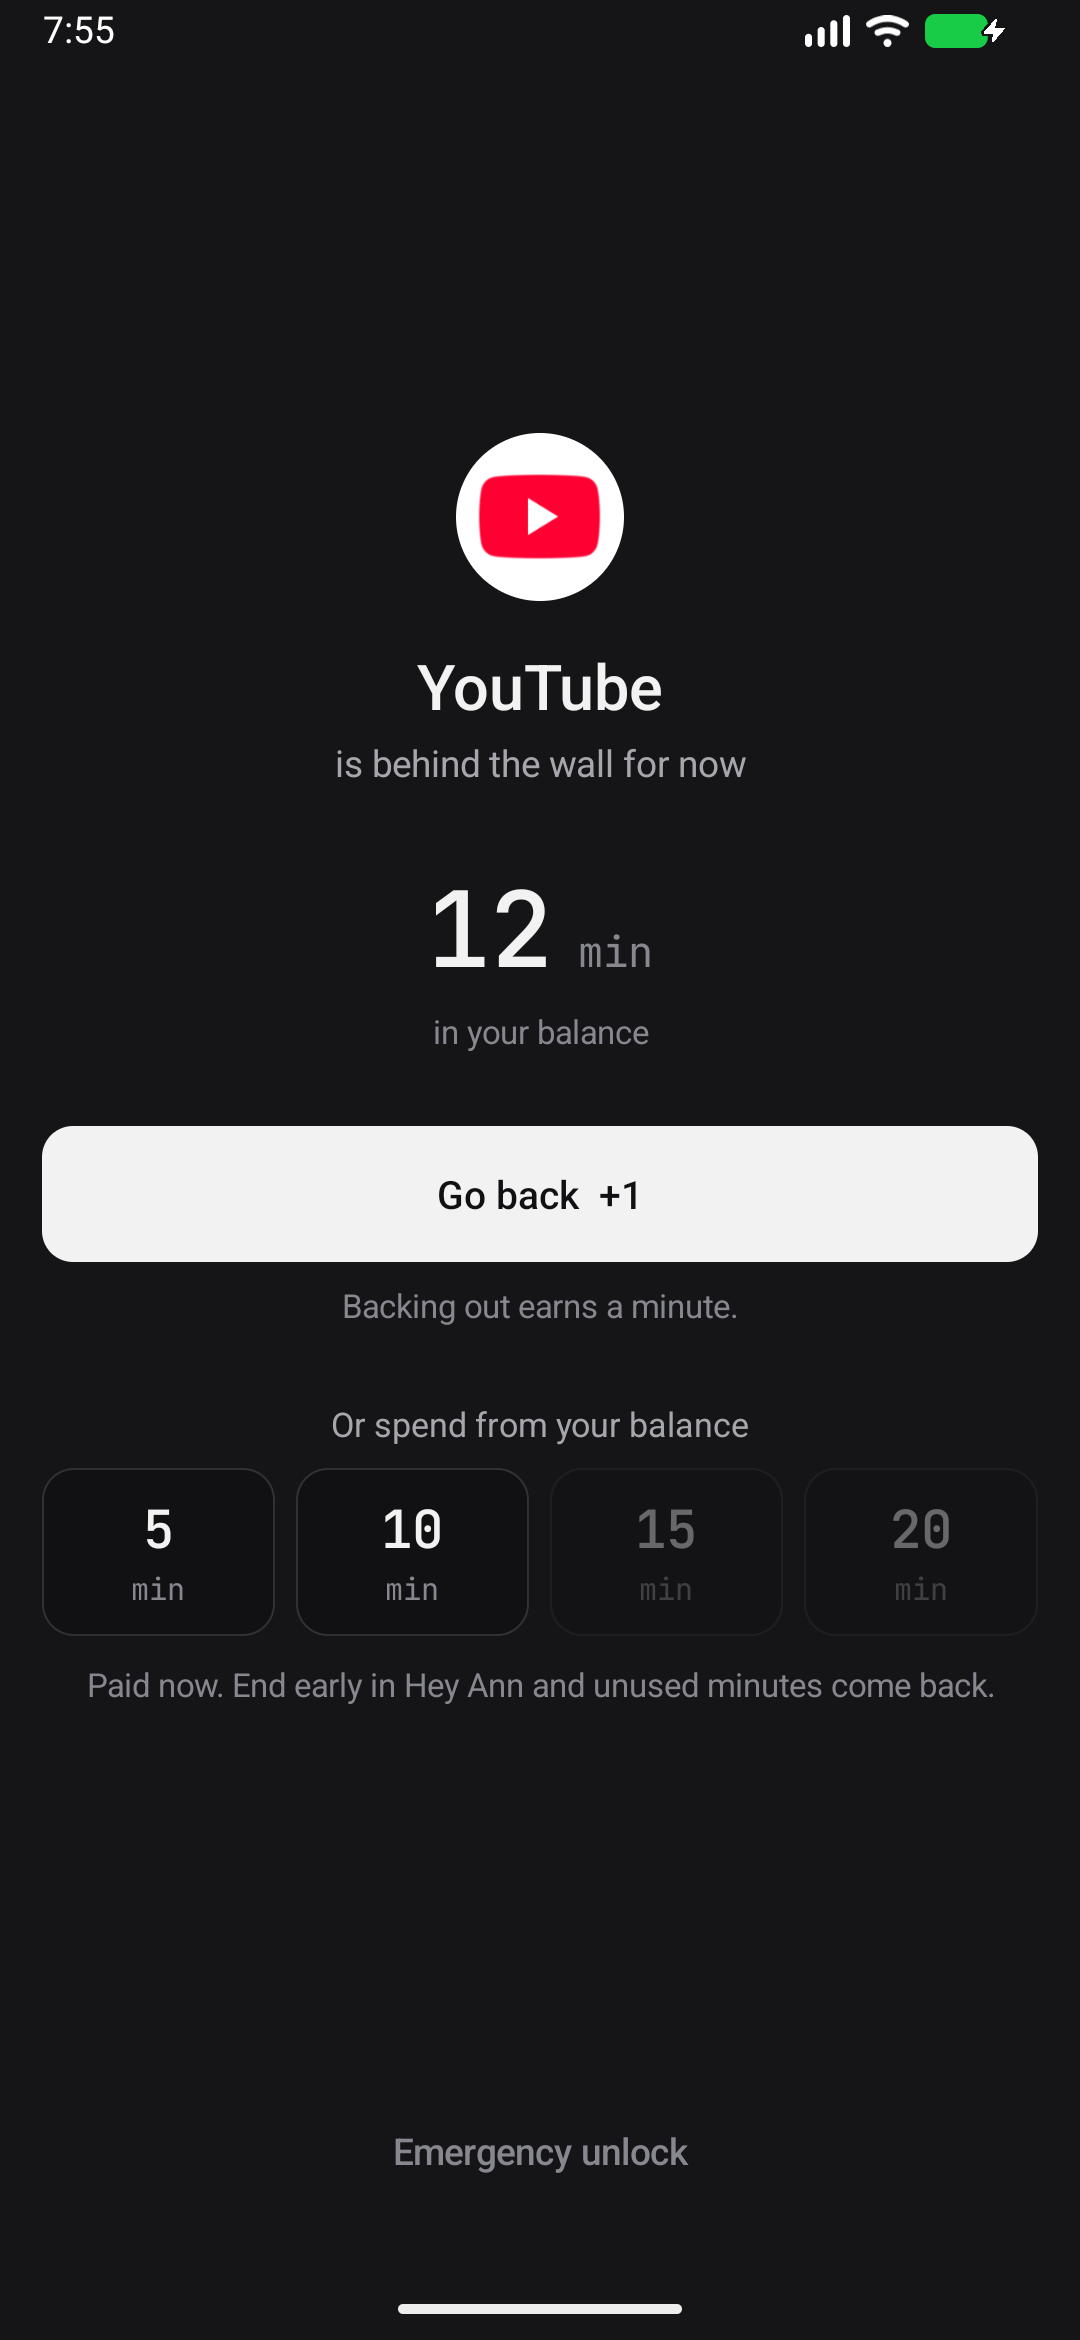 7:55
YouTube
is behind the wall for now
12 min
in your balance
Go back +1
Backing out earns a minute.
Or spend from your balance
5 10 15 20
min min min min
Paid now. End early in Hey Ann and unused minutes come back.
Emergency unlock